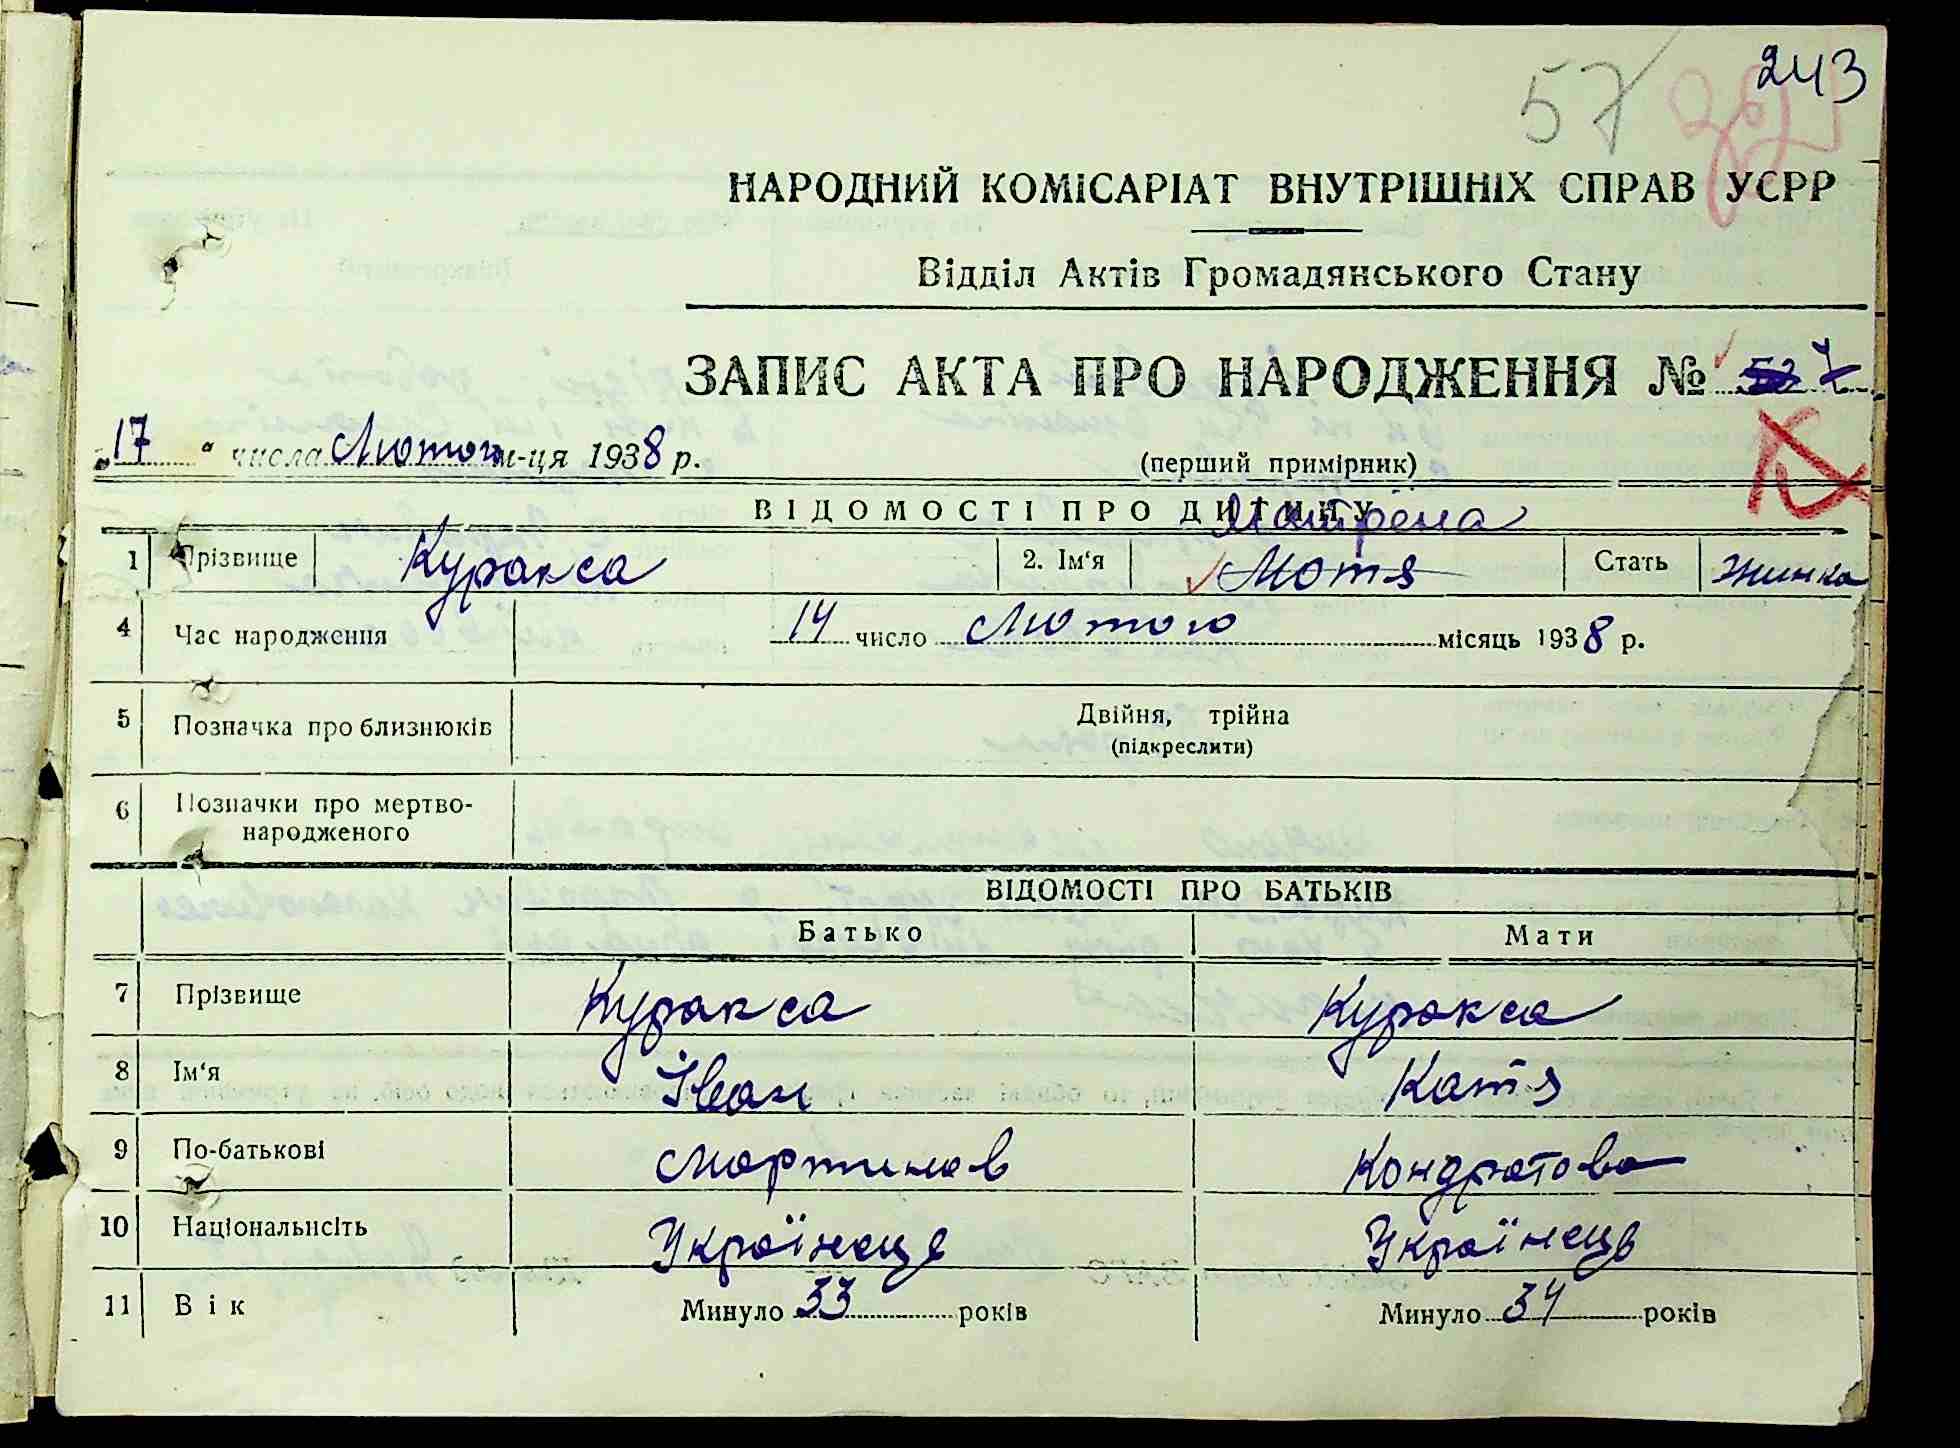 243
57
НАРОДНИЙ КОМІСАРІАТ ВНУТРІШНІХ СПРАВ УСРР
Відділ Актів Громадянського Стану
ЗАПИС АКТА ПРО НАРОДЖЕННЯ № 7
„17“ числа Лютого м-ця 1938 р.
(перший примірник)
ВІДОМОСТІ ПРО ДИТИНУ
Мотрёна
1 Прізвище Куракса 2. Ім‘я Мотя Стать Жинка
4 Час народження 14 число Лютого місяць 1938 р.
5 Позначка про близнюків Двійня, трійна
(підкреслити)
6 Позначки про мертво-
народженого
ВІДОМОСТІ ПРО БАТЬКІВ
Батько Мати
7 Прізвище Куракса Куракса
8 Ім‘я Іван Катя
9 По-батькові Мартинов Кондратова
10 Національнсіть Українець Українець
11 Вік Минуло 33 років Минуло 34 років